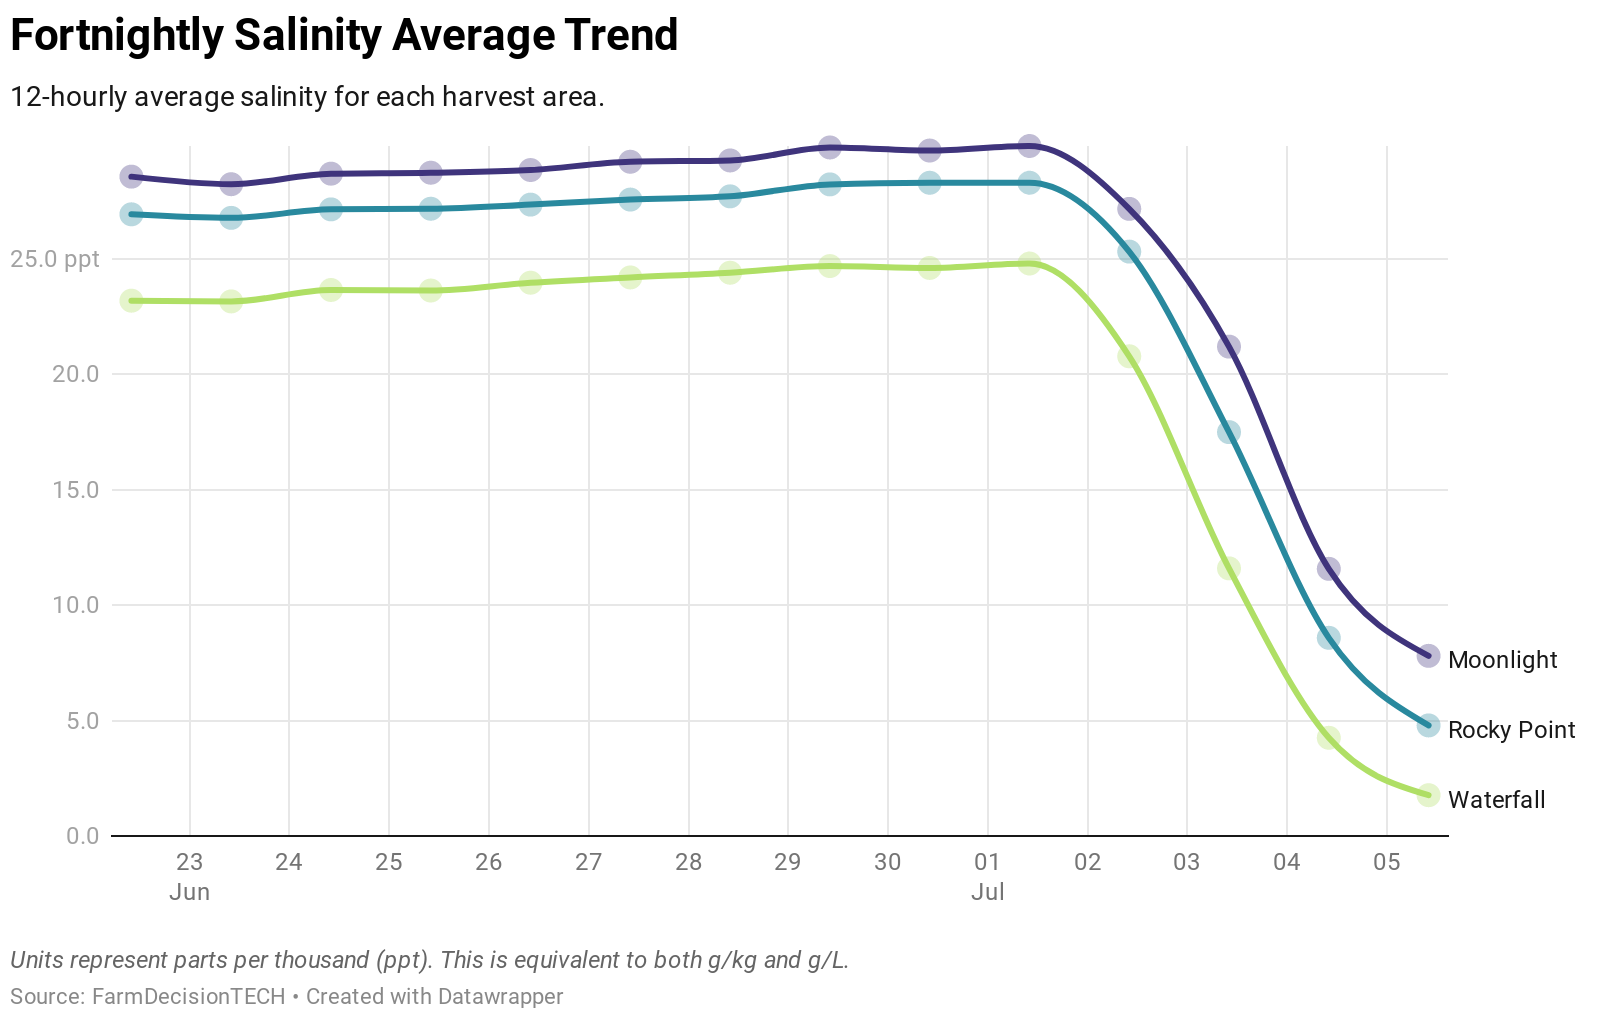 Fortnightly Salinity Average Trend
12-hourly average salinity for each harvest area.
25.0 ppt
20.0
15.0
10.0
5.0
0.0
Moonlight
Rocky Point
Waterfall
23 24 25 26 27 28 29 30 01 02 03 04 05
Jun Jul
Units represent parts per thousand (ppt). This is equivalent to both g/kg and g/L.
Source: FarmDecisionTECH • Created with Datawrapper